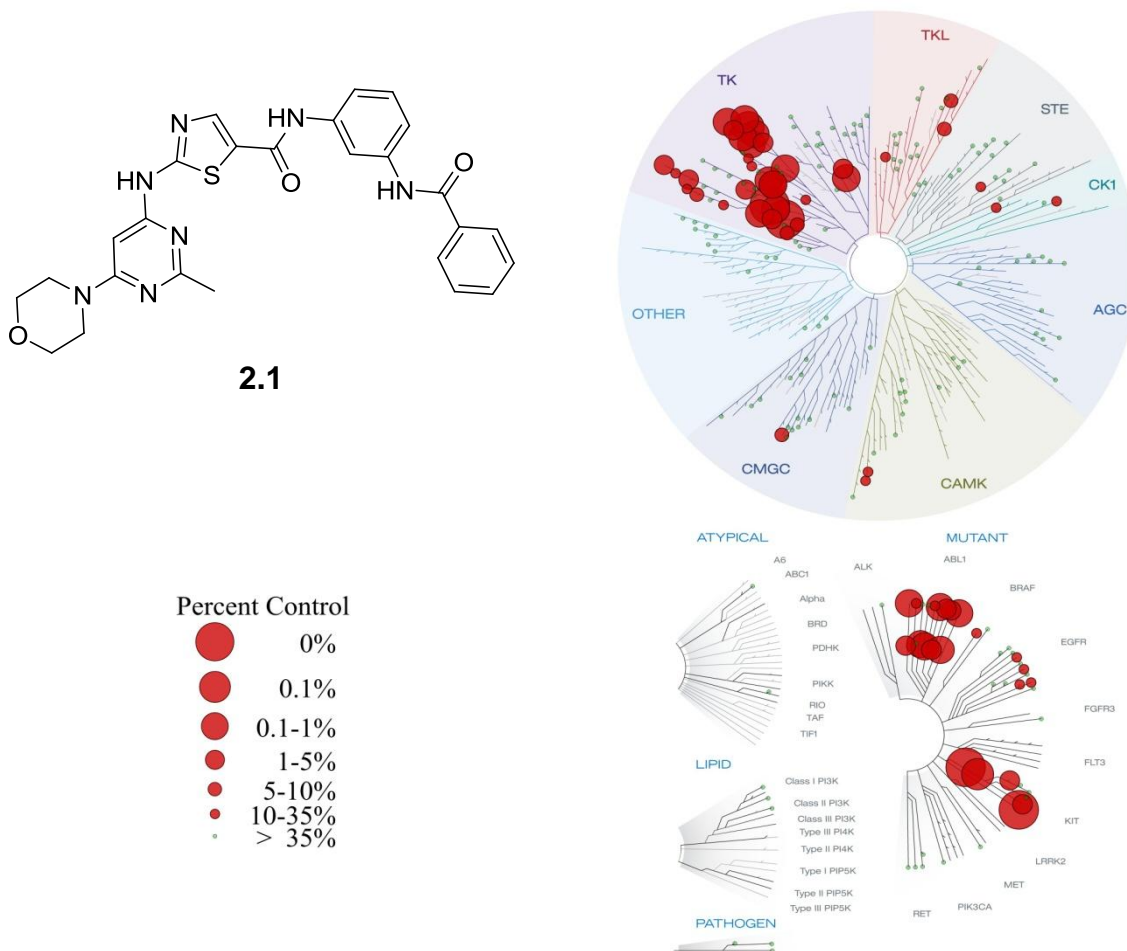 N
S
HN
H
N
O
N
H
O
N
N
N
O
2.1
TKL
TK
STE
CK1
AGC
OTHER
CMGC
CAMK
Percent Control
0%
0.1%
0.1-1%
1-5%
5-10%
10-35%
> 35%
ATYPICAL
A6
ABC1
Alpha
BRD
PDHK
PIKK
RIO
TAF
TIF1
LIPID
Class I PI3K
Class II PI3K
Class III PI3K
Type III PI4K
Type II PI4K
Type I PIP5K
Type II PIP5K
Type III PIP5K
PATHOGEN
MUTANT
ALK
ABL1
BRAF
EGFR
FGFR3
FLT3
KIT
LRRK2
MET
PIK3CA
RET